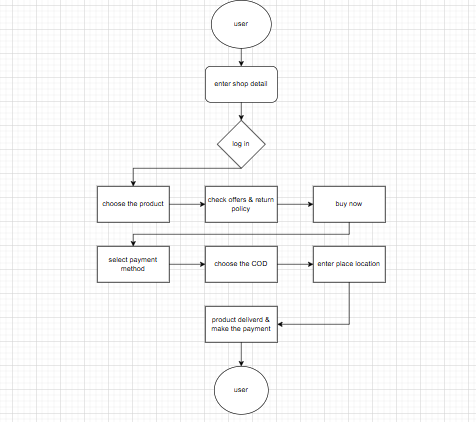 user
enter shop detail
log in
choose the product
check offers & return
policy
buy now
select payment
method
choose the COD
enter place location
product deliverd &
make the payment
user